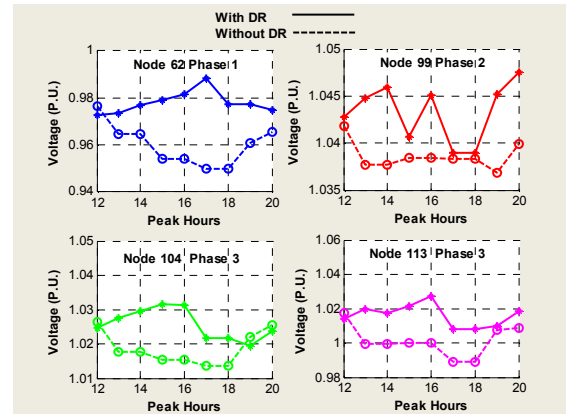 With DR
Without DR
Node 62 Phase 1
Voltage (P.U.)
1
0.98
0.96
0.94
12 14 16 18 20
Peak Hours
Node 99 Phase 2
Voltage (P.U.)
1.05
1.045
1.04
1.035
12 14 16 18 20
Peak Hours
Node 104 Phase 3
Voltage (P.U.)
1.05
1.04
1.03
1.02
1.01
12 14 16 18 20
Peak Hours
Node 113 Phase 3
Voltage (P.U.)
1.06
1.04
1.02
1
0.98
12 14 16 18 20
Peak Hours